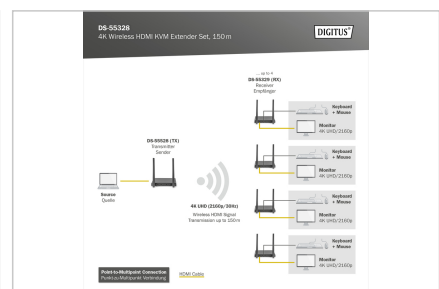 DS-55328
4K Wireless HDMI KVM Extender Set, 150 m
DIGITUS®
... up to 4
DS-55329 (RX)
Receiver
Empfänger
Keyboard
+ Mouse
Monitor
4K UHD/2160p
DS-55528 (TX)
Transmitter
Sender
Keyboard
+ Mouse
Monitor
4K UHD/2160p
Source
Quelle
4K UHD (2160p/30Hz)
Wireless HDMI Signal
Transmission up to 150 m
Keyboard
+ Mouse
Monitor
4K UHD/2160p
Keyboard
+ Mouse
Monitor
4K UHD/2160p
Point-to-Multipoint Connection
Punkt-zu-Multipunkt Verbindung
HDMI Cable